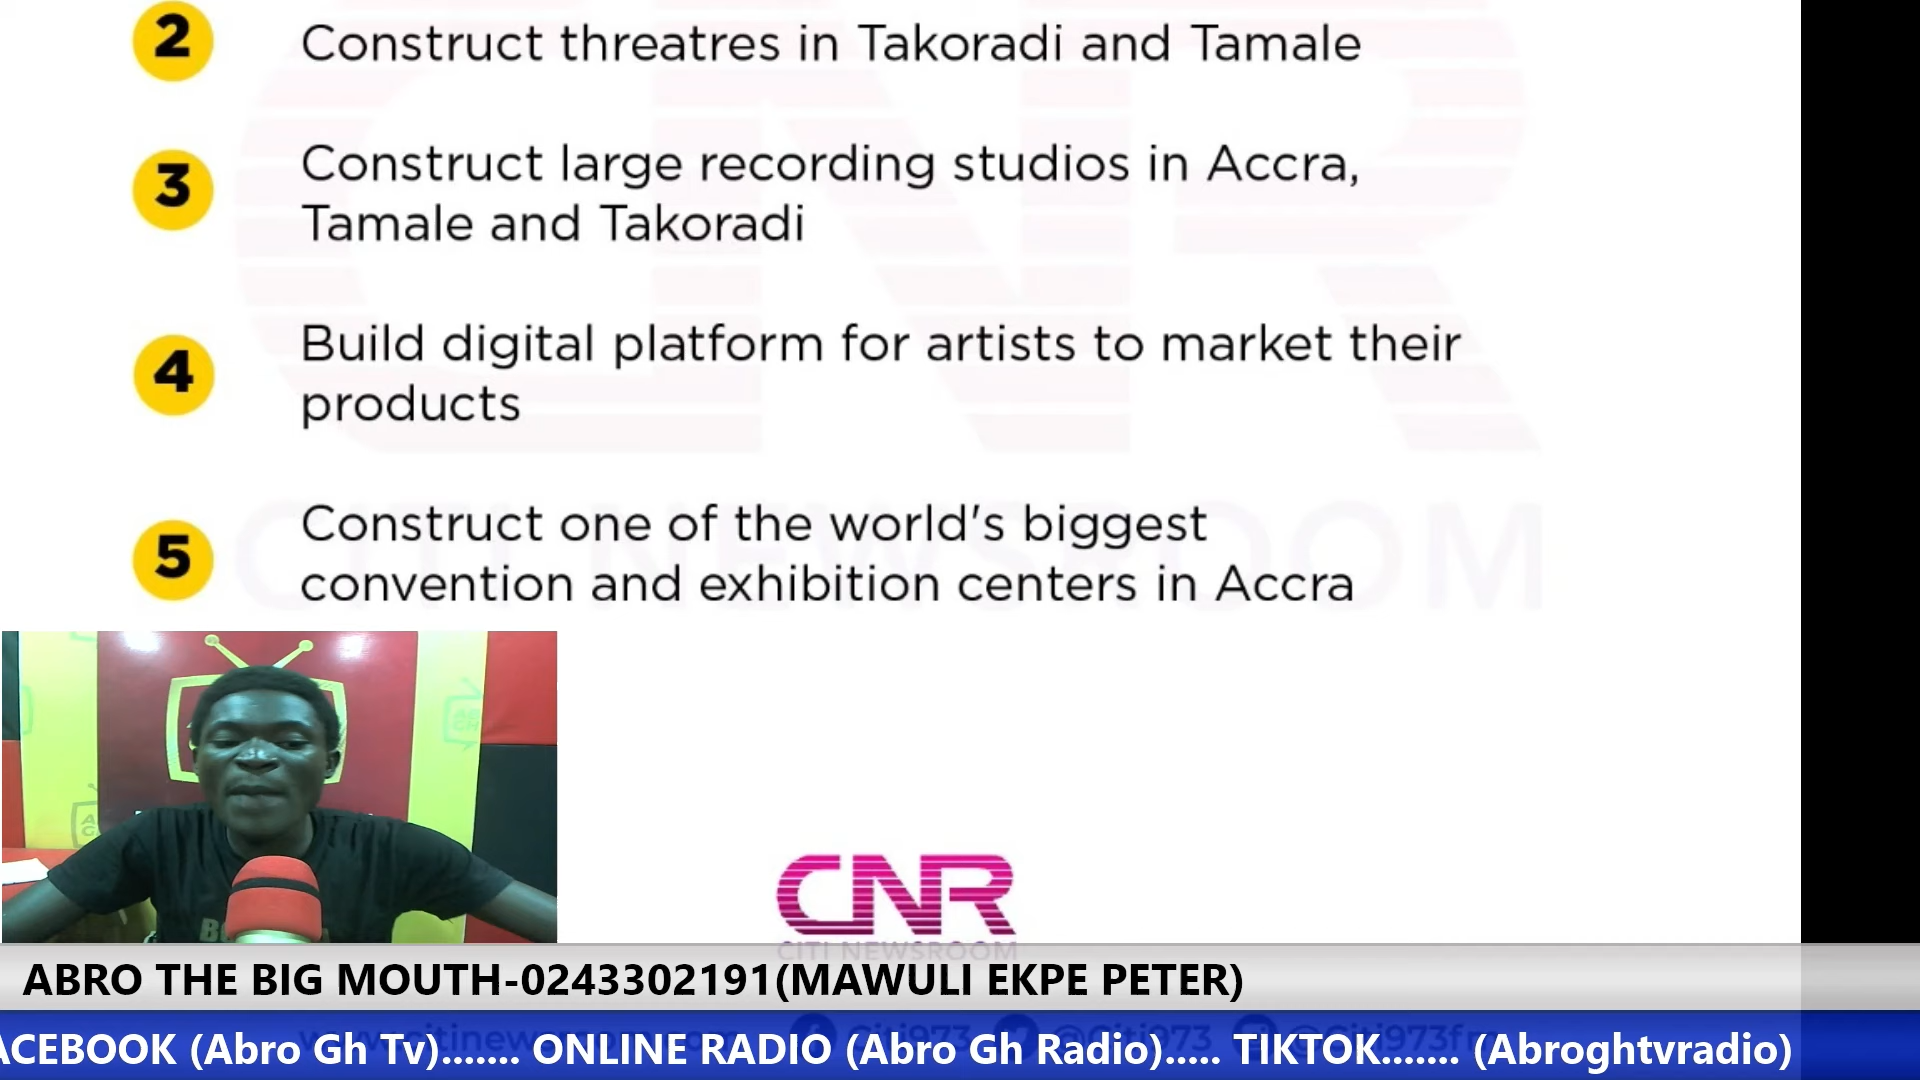 2
Construct threatres in Takoradi and Tamale
3
Construct large recording studios in Accra,
Tamale and Takoradi
4
Build digital platform for artists to market their
products
5
Construct one of the world's biggest
convention and exhibition centers in Accra
CNR
CITI NEWSROOM
ABRO THE BIG MOUTH-0243302191(MAWULI EKPE PETER)
ACEBOOK (Abro Gh Tv)....... ONLINE RADIO (Abro Gh Radio)..... TIKTOK....... (Abroghtvradio)